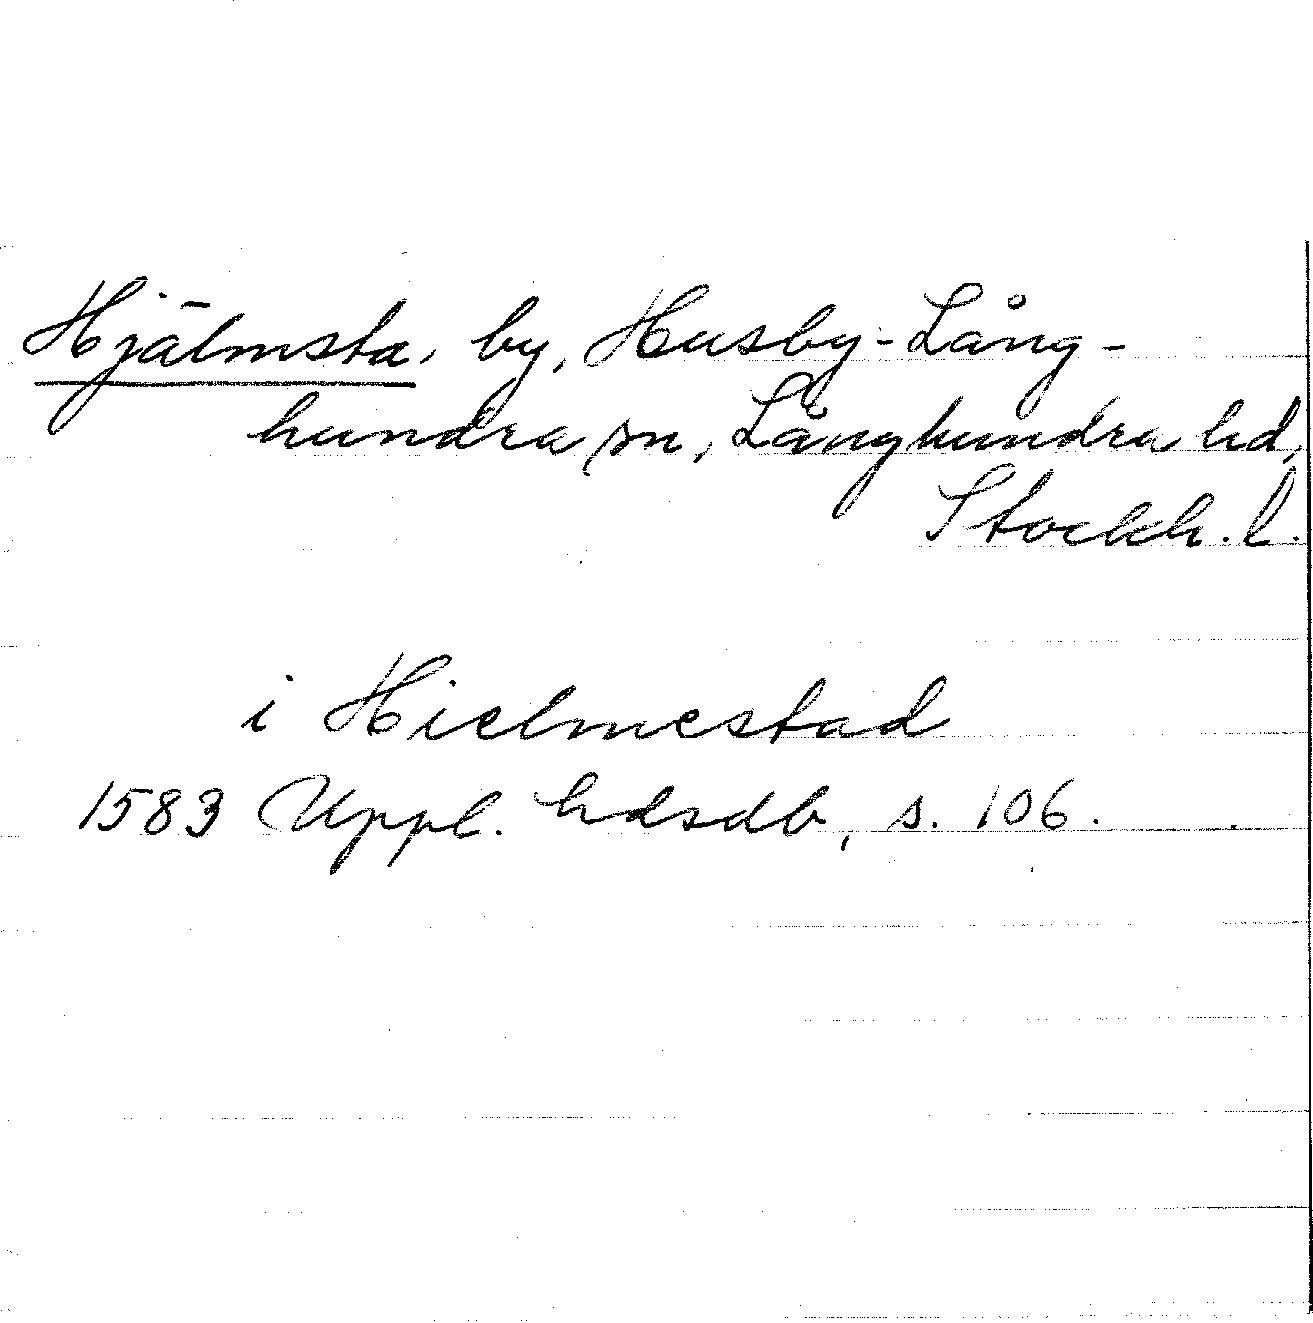 Hjälmsta, by, Husby-Lång-
hundra sn, Långhundra hd,
Stockh. l.
i Hielmestad
1583 Uppl. hdsdb, s. 106.